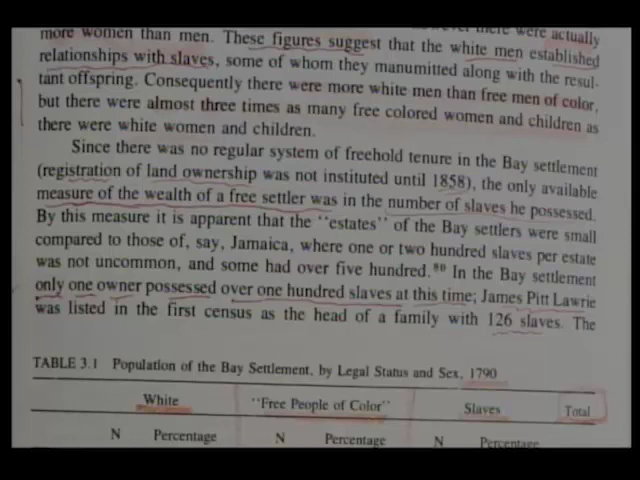 however there were actually
more women than men. These figures suggest that the white men established
relationships with slaves, some of whom they manumitted along with the resul-
tant offspring. Consequently there were more white men than free men of color,
but there were almost three times as many free colored women and children as
there were white women and children.
Since there was no regular system of freehold tenure in the Bay settlement
(registration of land ownership was not instituted until 1858), the only available
measure of the wealth of a free settler was in the number of slaves he possessed.
By this measure it is apparent that the "estates" of the Bay settlers were small
compared to those of, say, Jamaica, where one or two hundred slaves per estate
was not uncommon, and some had over five hundred.⁸⁰ In the Bay settlement
only one owner possessed over one hundred slaves at this time; James Pitt Lawrie
was listed in the first census as the head of a family with 126 slaves. The
TABLE 3.1 Population of the Bay Settlement, by Legal Status and Sex, 1790
White "Free People of Color" Slaves Total
N Percentage N Percentage N Percentage